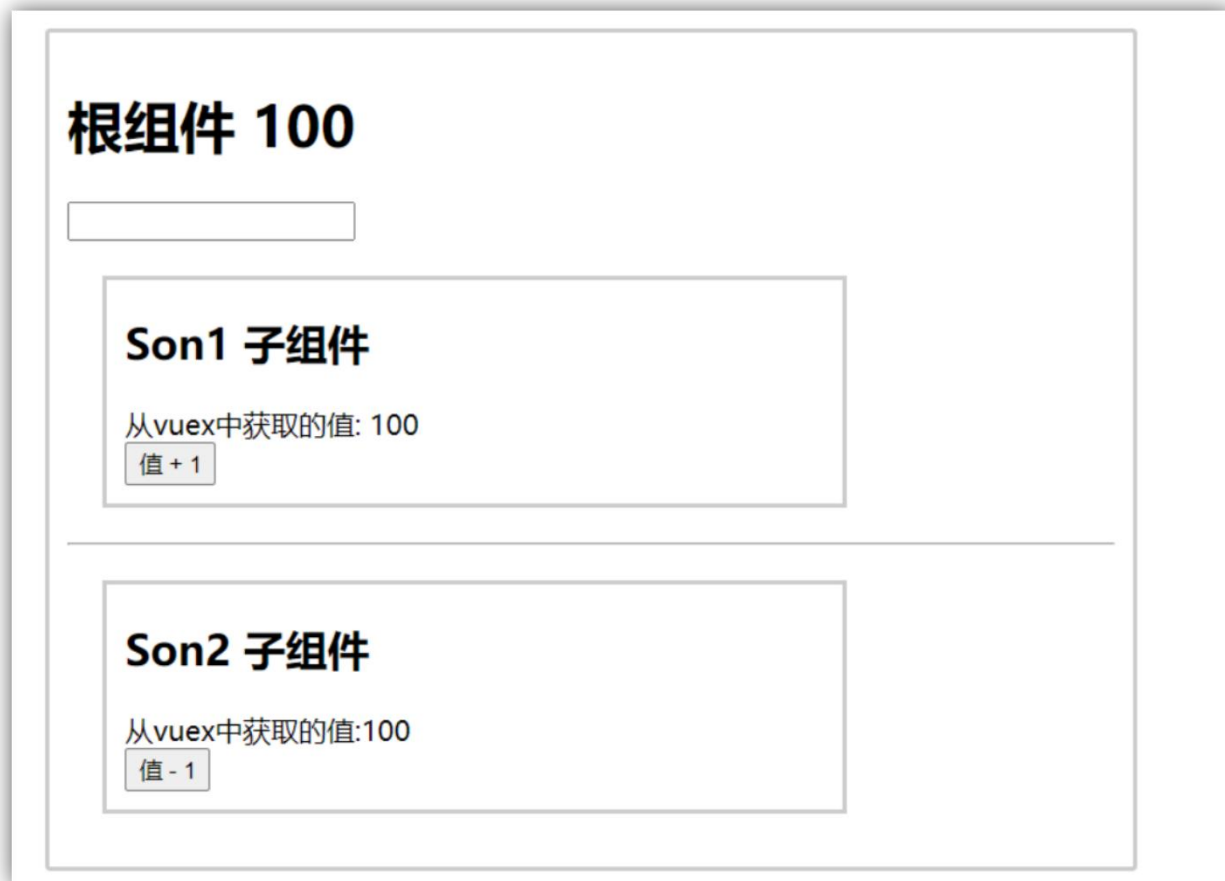 根组件 100
Son1 子组件
从vuex中获取的值: 100
值 + 1
Son2 子组件
从vuex中获取的值:100
值 - 1